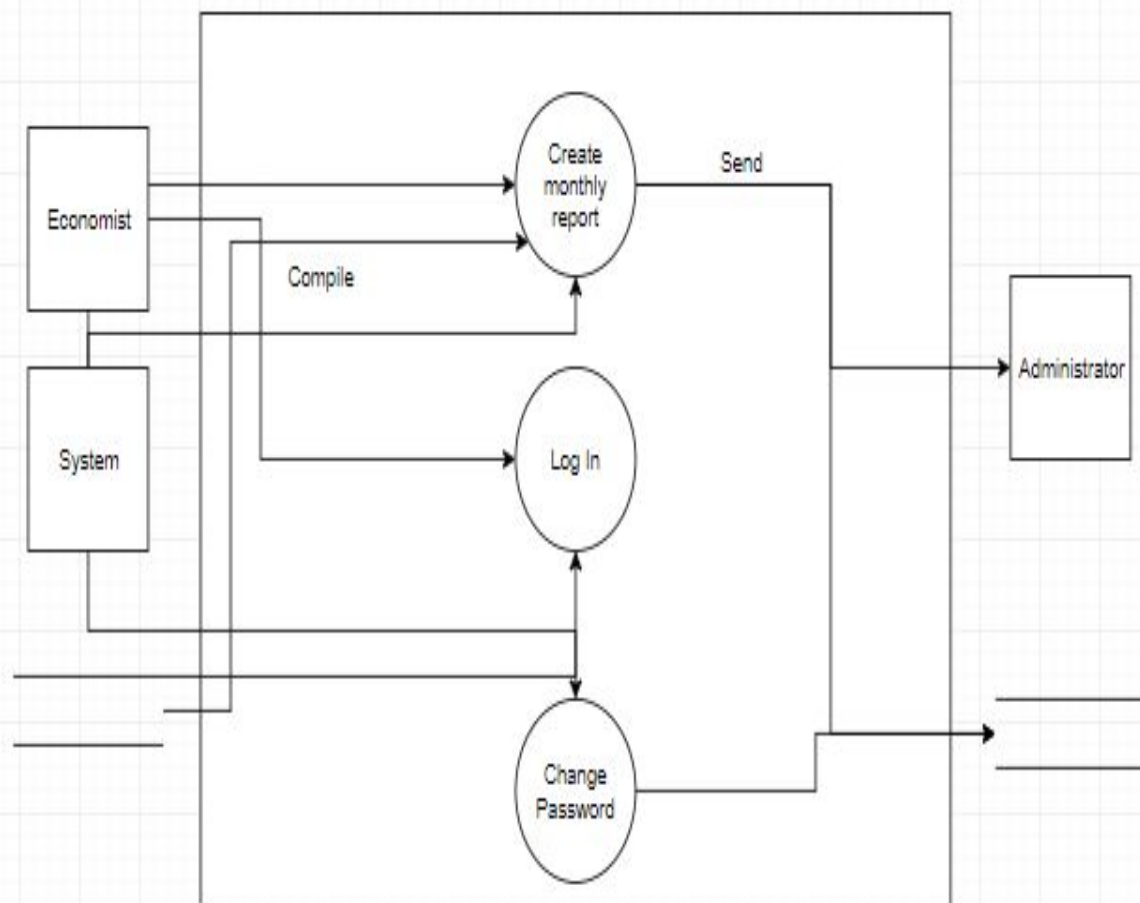 Create
monthly
report
Send
Economist
Compile
Administrator
System
Log In
Change
Password